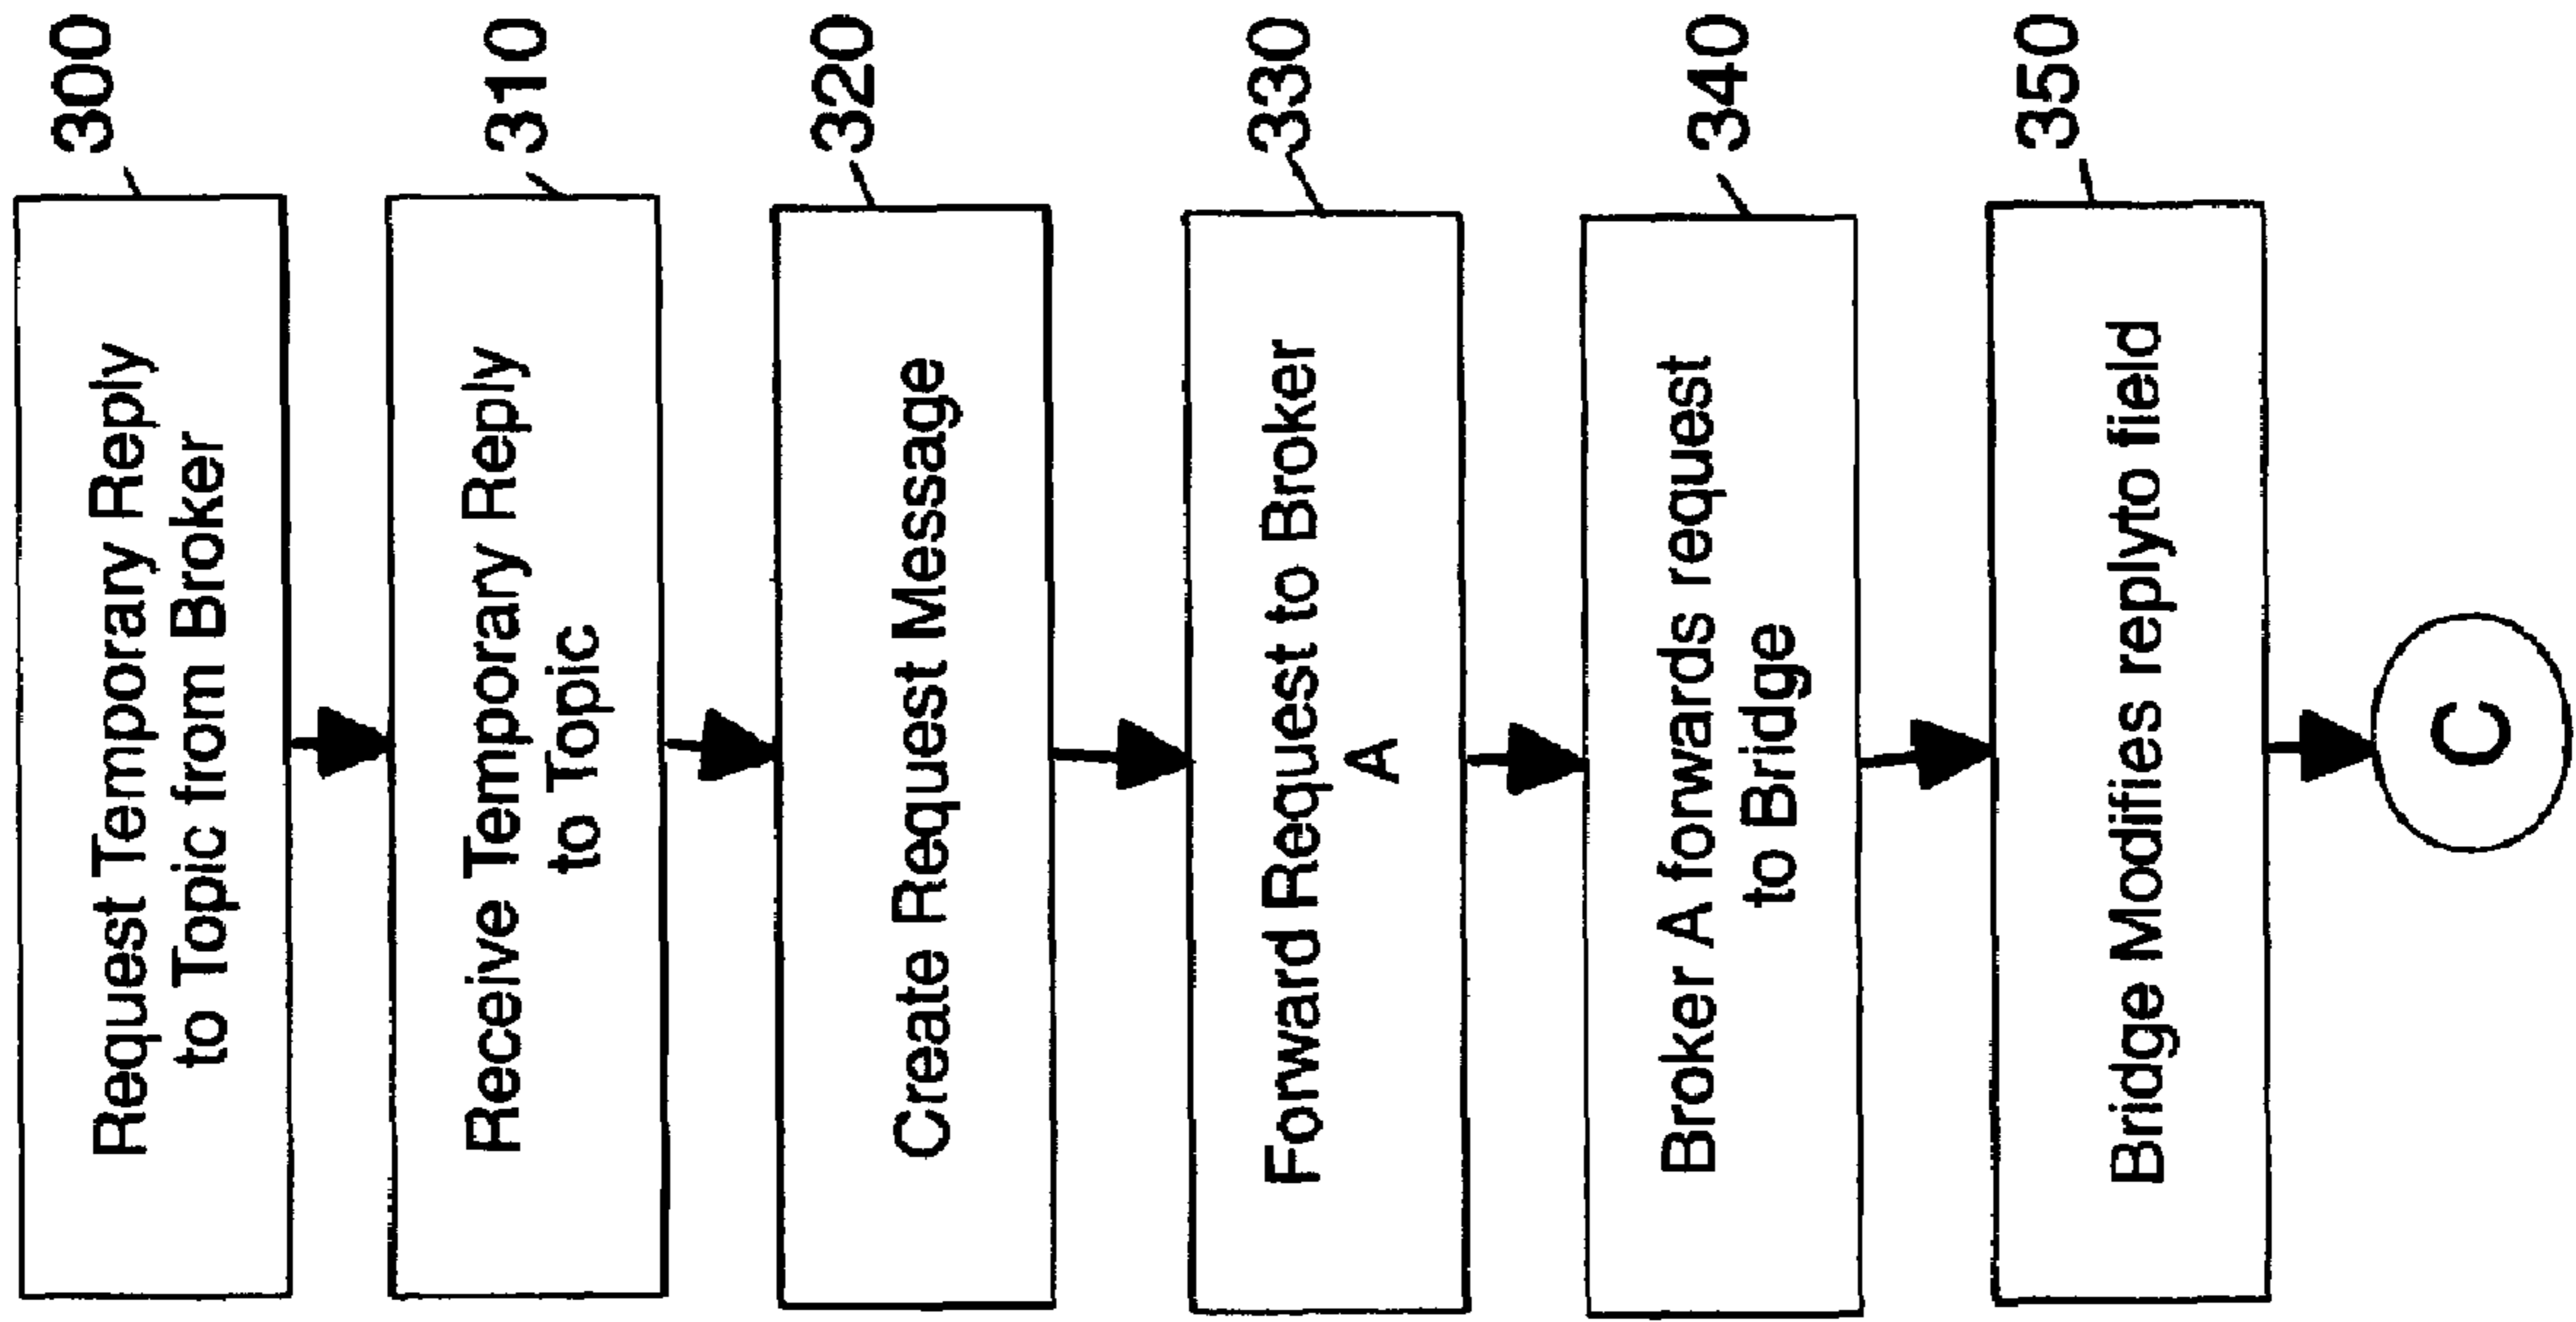 300
Request Temporary Reply
to Topic from Broker
310
Receive Temporary Reply
to Topic
320
Create Request Message
330
Forward Request to Broker
A
340
Broker A forwards request
to Bridge
350
Bridge Modifies replyto field
C